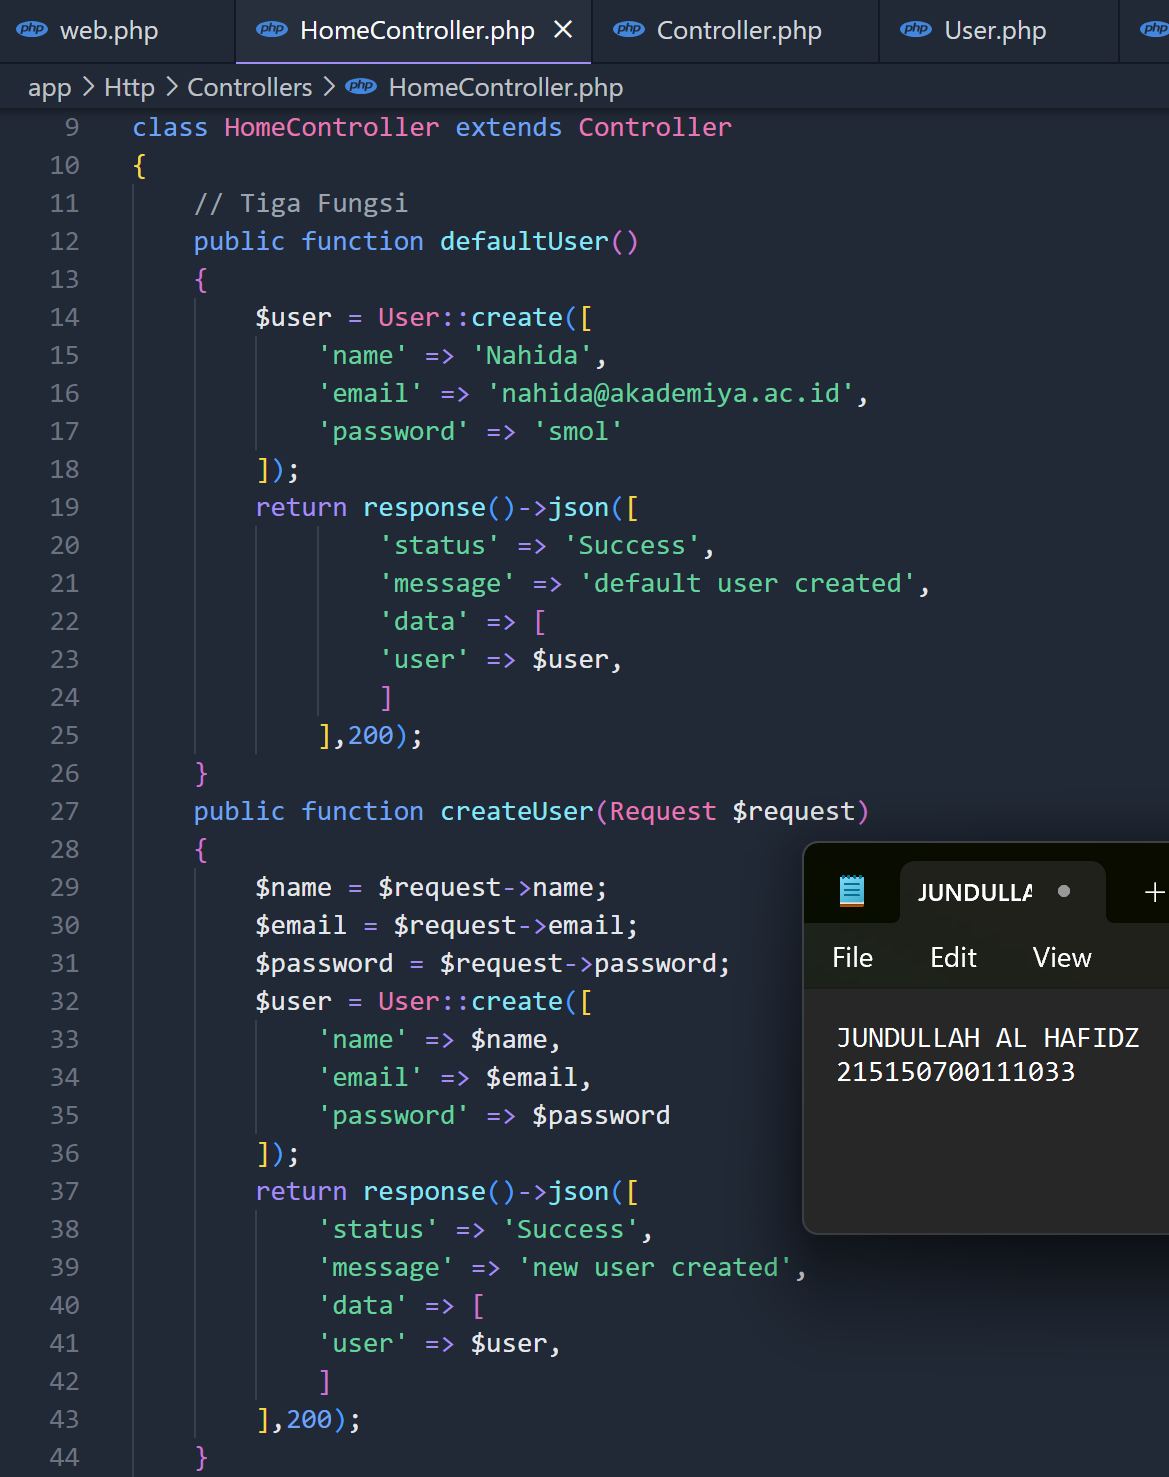 web.php HomeController.php Controller.php User.php
app > Http > Controllers > HomeController.php
9 class HomeController extends Controller
10 {
11 // Tiga Fungsi
12 public function defaultUser()
13 {
14 $user = User::create([
15 'name' => 'Nahida',
16 'email' => 'nahida@akademiya.ac.id',
17 'password' => 'smol'
18 ]);
19 return response()->json([
20 'status' => 'Success',
21 'message' => 'default user created',
22 'data' => [
23 'user' => $user,
24 ]
25 ],200);
26 }
27 public function createUser(Request $request)
28 {
29 $name = $request->name;
30 $email = $request->email;
31 $password = $request->password;
32 $user = User::create([
33 'name' => $name,
34 'email' => $email,
35 'password' => $password
36 ]);
37 return response()->json([
38 'status' => 'Success',
39 'message' => 'new user created',
40 'data' => [
41 'user' => $user,
42 ]
43 ],200);
44 }
JUNDULLA
File Edit View
JUNDULLAH AL HAFIDZ
215150700111033